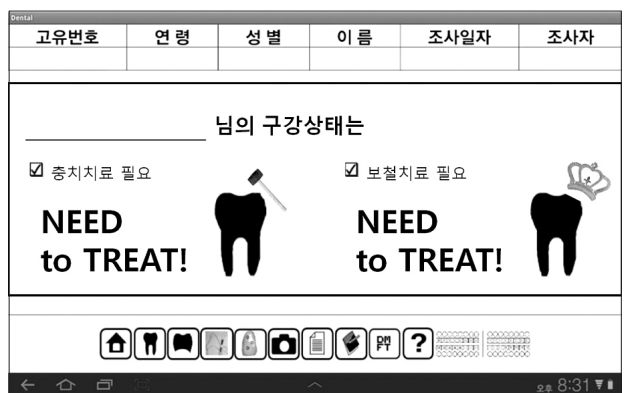 Dental
고유번호 연령 성별 이름 조사일자 조사자
님의 구강상태는
충치치료 필요 보철치료 필요
NEED NEED
to TREAT! to TREAT!
DM
FT ?
오후 8:31